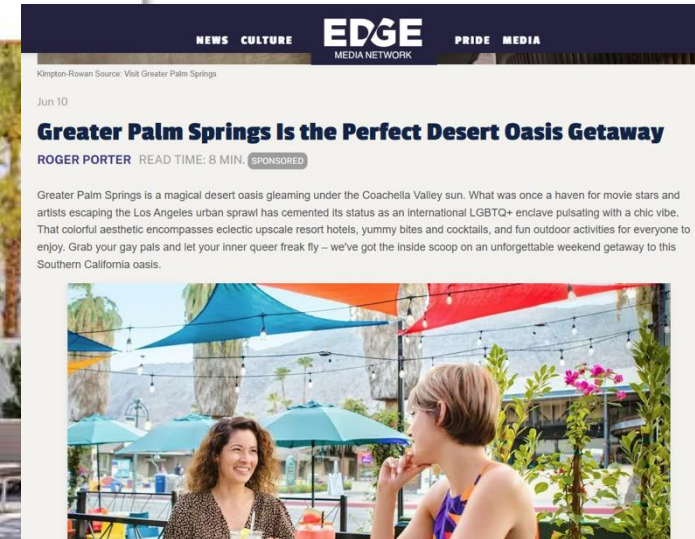 NEWS CULTURE EDGE PRIDE MEDIA
MEDIA NETWORK
Kimpton-Rowan Source: Visit Greater Palm Springs
Jun 10
Greater Palm Springs Is the Perfect Desert Oasis Getaway
ROGER PORTER READ TIME: 8 MIN. SPONSORED
Greater Palm Springs is a magical desert oasis gleaming under the Coachella Valley sun. What was once a haven for movie stars and
artists escaping the Los Angeles urban sprawl has cemented its status as an international LGBTQ+ enclave pulsating with a chic vibe.
That colorful aesthetic encompasses eclectic upscale resort hotels, yummy bites and cocktails, and fun outdoor activities for everyone to
enjoy. Grab your gay pals and let your inner queer freak fly – we've got the inside scoop on an unforgettable weekend getaway to this
Southern California oasis.